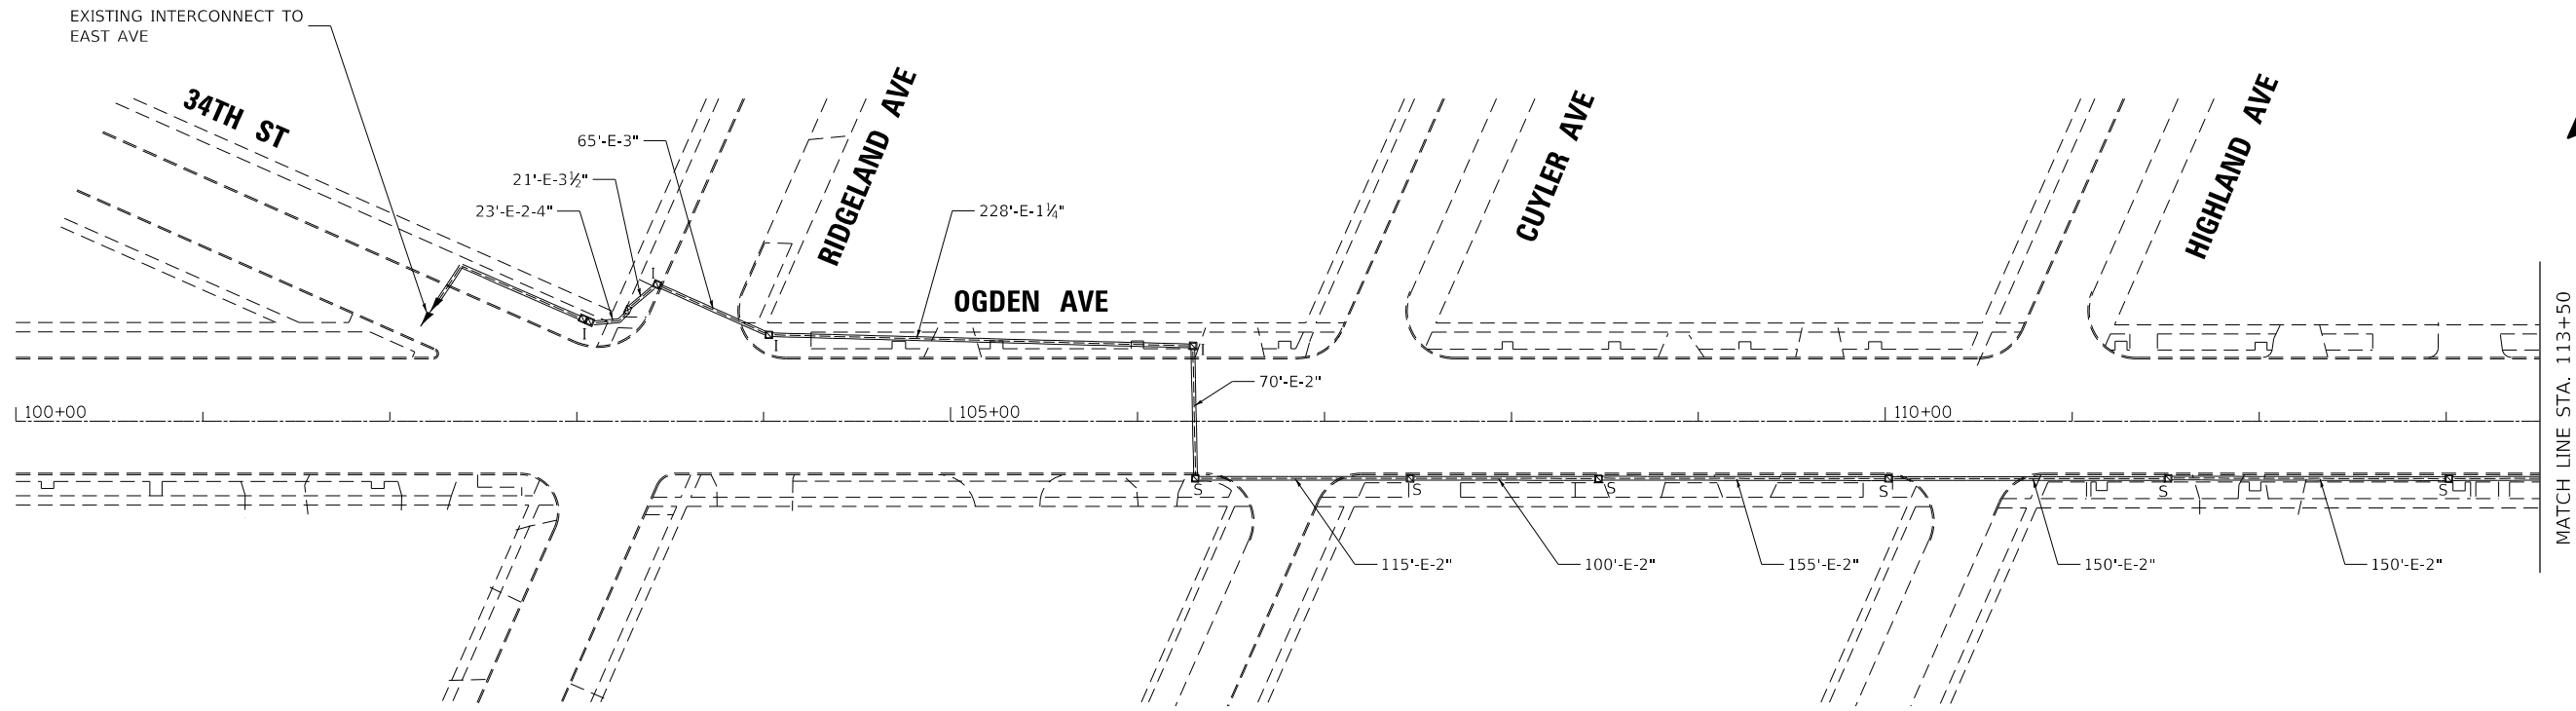 EXISTING INTERCONNECT TO
EAST AVE
34TH ST
RIDGELAND AVE
CUYLER AVE
HIGHLAND AVE
65'-E-3"
21'-E-3½"
23'-E-2-4"
228'-E-1¼"
I
I
I
I
OGDEN AVE
70'-E-2"
100+00
105+00
110+00
MATCH LINE STA. 113+50
S
S
S
S
S
S
115'-E-2"
100'-E-2"
155'-E-2"
150'-E-2"
150'-E-2"